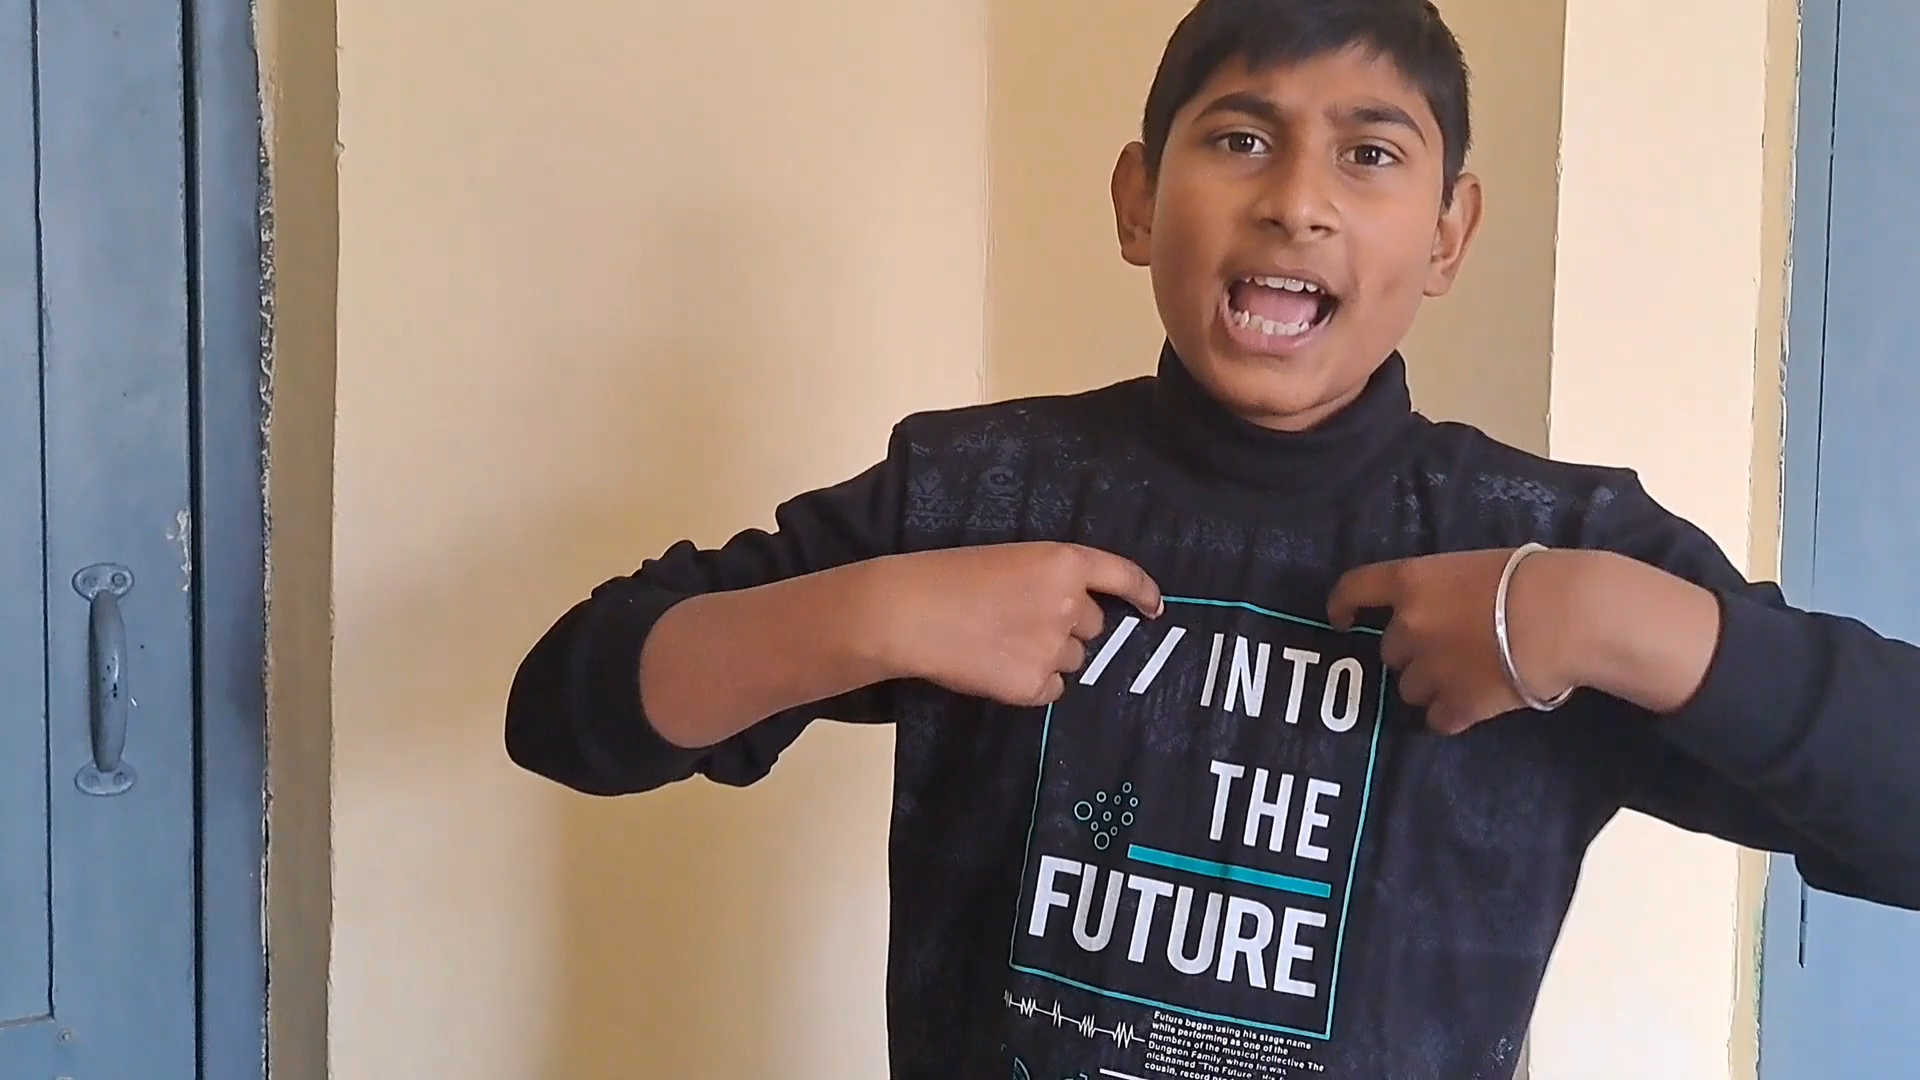 // INTO
THE
FUTURE
Future began using his stage name
while performing as one of the
members of the musical collective The
Dungeon Family, where he was
nicknamed "The Future
cousin, record